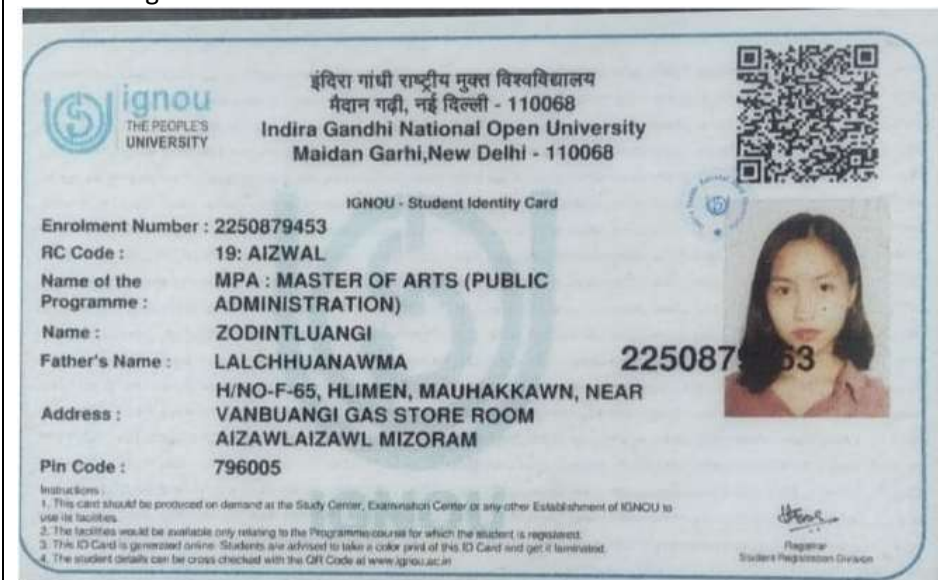 ignou
THE PEOPLE'S
UNIVERSITY
इंदिरा गांधी राष्ट्रीय मुक्त विश्वविद्यालय
मैदान गढ़ी, नई दिल्ली - 110068
Indira Gandhi National Open University
Maidan Garhi,New Delhi - 110068
IGNOU - Student Identity Card
Enrolment Number : 2250879453
RC Code : 19: AIZWAL
Name of the Programme : MPA : MASTER OF ARTS (PUBLIC
ADMINISTRATION)
Name : ZODINTLUANGI
Father's Name : LALCHHUANAWMA
2250879 53
Address : H/NO-F-65, HLIMEN, MAUHAKKAWN, NEAR
VANBUANGI GAS STORE ROOM
AIZAWLAIZAWL MIZORAM
Pin Code : 796005
Instructions :
1. This card should be produced on demand at the Study Center, Examination Center or any other Establishment of IGNOU to
use its facilities.
2. The facilities would be available only relating to the Programme/course for which the student is registered.
3. This ID Card is generated online. Students are advised to take a color print of this ID Card and get it laminated.
4. The student details can be cross checked with the QR Code at www.ignou.ac.in
Registrar
Student Registration Division